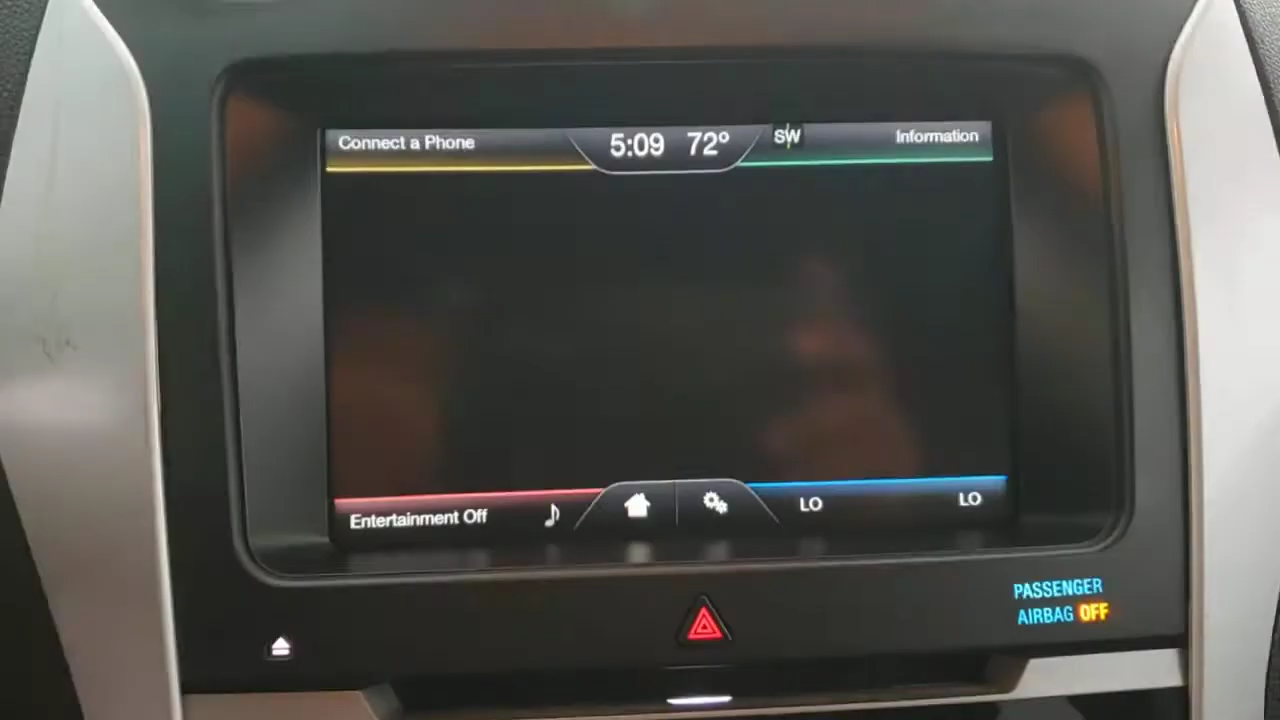 Connect a Phone
5:09 72°
SW
Information
Entertainment Off
LO
LO
PASSENGER
AIRBAG OFF